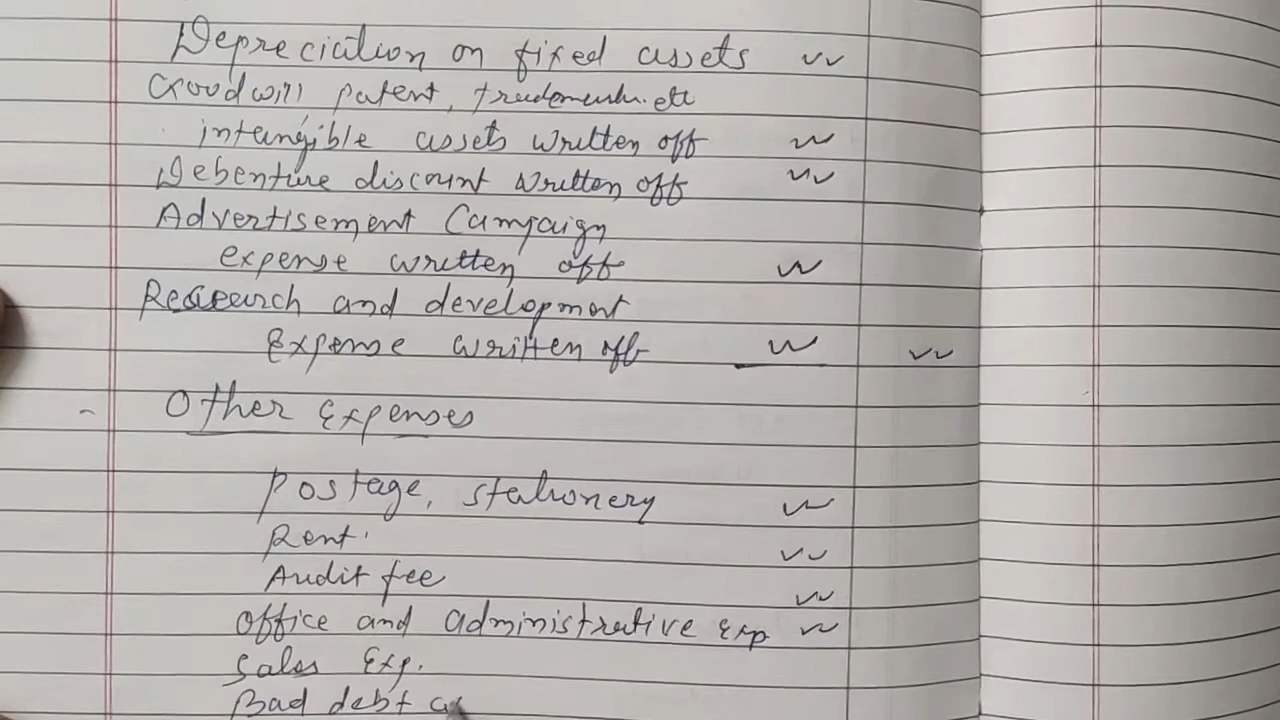 Depreciation on fixed assets ✓✓
Goodwill patent, trademark. etc
intangible assets written off ✓✓
Debenture discount written off ✓✓
Advertisement Campaign
expense written off ✓✓
Research and development
Expense written off ✓✓ ✓✓
- Other Expenses
Postage, stationery ✓✓
Rent.
✓✓
Audit fee ✓✓
Office and administrative Exp ✓✓
Sales Exp.
Bad debt